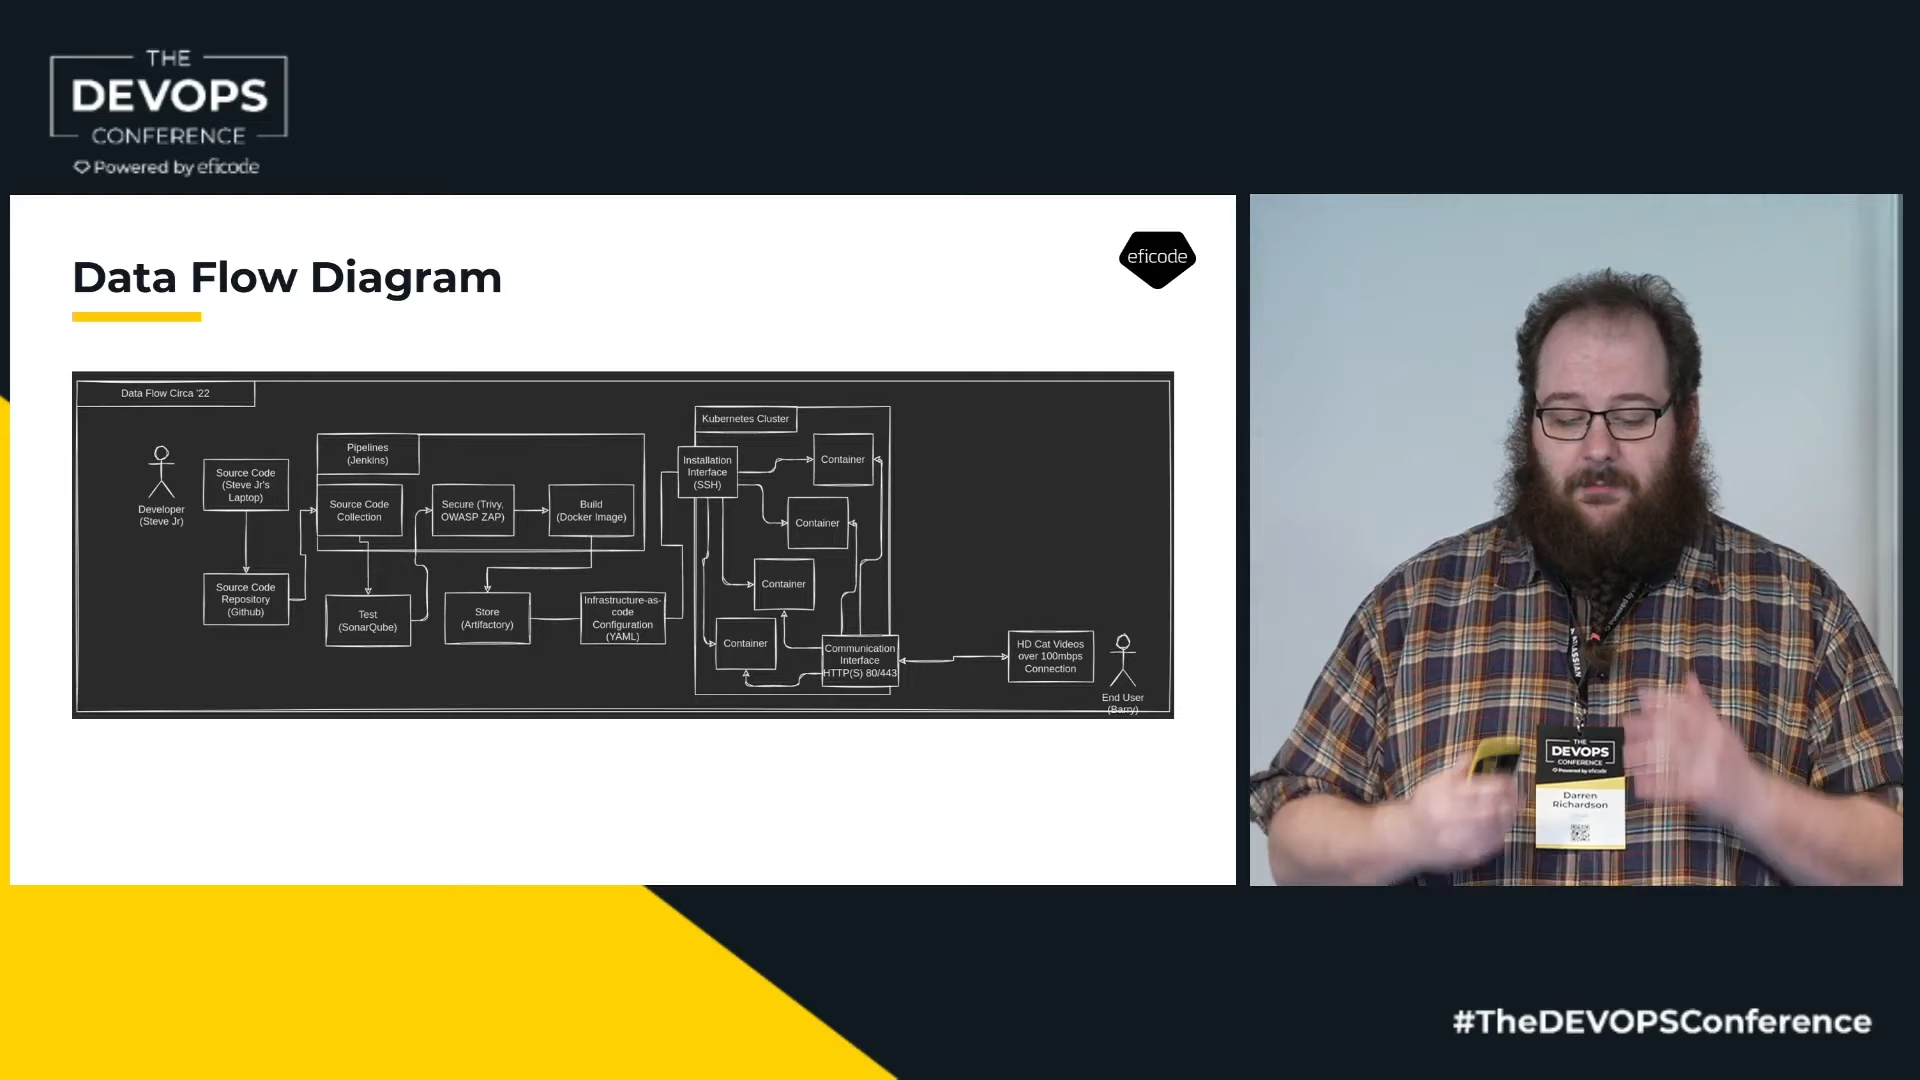 THE
DEVOPS
CONFERENCE
Powered by eficode
Data Flow Diagram
eficode
Data Flow Circa '22
Developer
(Steve Jr)
Source Code
(Steve Jr's
Laptop)
Source Code
Repository
(Github)
Pipelines
(Jenkins)
Source Code
Collection
Secure (Trivy,
OWASP ZAP)
Build
(Docker Image)
Test
(SonarQube)
Store
(Artifactory)
Infrastructure-as-
code
Configuration
(YAML)
Kubernetes Cluster
Installation
Interface
(SSH)
Container
Container
Container
Container
Communication
Interface
HTTP(S) 80/443
HD Cat Videos
over 100mbps
Connection
End User
(Barry)
THE
DEVOPS
CONFERENCE
Powered by eficode
Darren
Richardson
ATLASSIAN
#TheDEVOPSConference